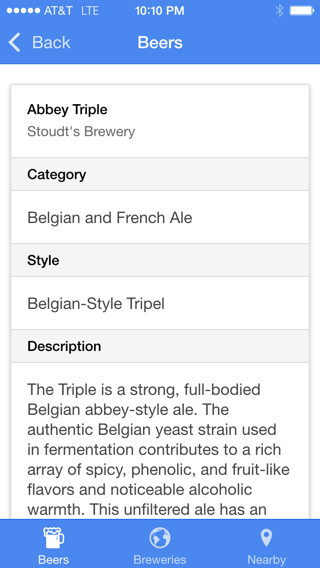 AT&T LTE 10:10 PM
Back Beers
Abbey Triple
Stoudt's Brewery
Category
Belgian and French Ale
Style
Belgian-Style Tripel
Description
The Triple is a strong, full-bodied
Belgian abbey-style ale. The
authentic Belgian yeast strain used
in fermentation contributes to a rich
array of spicy, phenolic, and fruit-like
flavors and noticeable alcoholic
warmth. This unfiltered ale has an
Beers Breweries Nearby